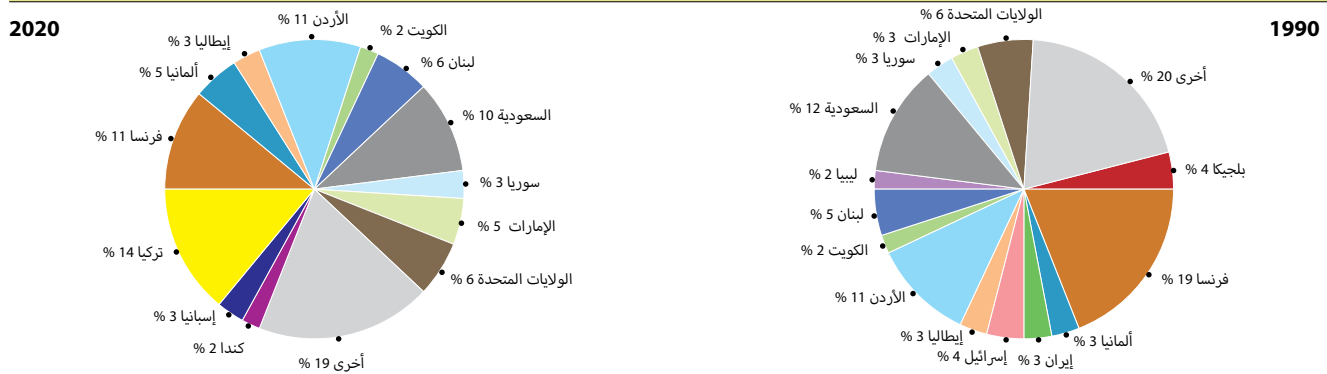 1990
الولايات المتحدة 6 %
أخرى 20 %
بلجيكا 4 %
فرنسا 19 %
ألمانيا 3 %
إيران 3 %
إسرائيل 4 %
إيطاليا 3 %
الأردن 11 %
الكويت 2 %
لبنان 5 %
ليبيا 2 %
السعودية 12 %
سوريا 3 %
الإمارات 3 %
2020
الأردن 11 %
الكويت 2 %
لبنان 6 %
السعودية 10 %
سوريا 3 %
الإمارات 5 %
الولايات المتحدة 6 %
أخرى 19 %
كندا 2 %
إسبانيا 3 %
تركيا 14 %
فرنسا 11 %
ألمانيا 5 %
إيطاليا 3 %